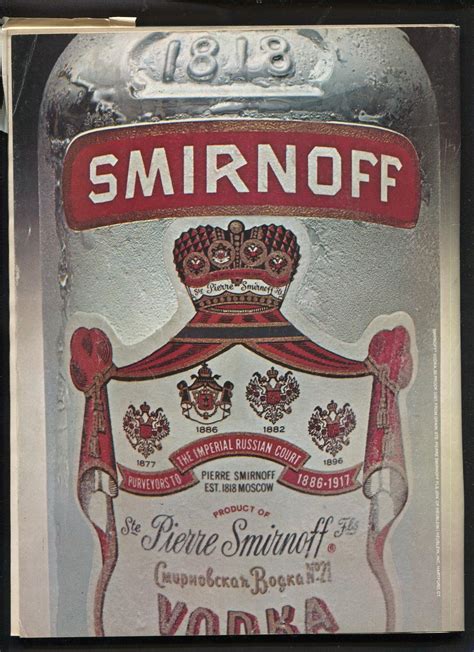 1818
SMIRNOFF
Ste Pierre Smirnoff Fls
1877
1886
1882
1896
PURVEYORS TO
THE IMPERIAL RUSSIAN COURT
1886-1917
PIERRE SMIRNOFF
EST. 1818 MOSCOW
PRODUCT OF
Ste Pierre Smirnoff Fls ®
Смирновская Водка №21
VODKA